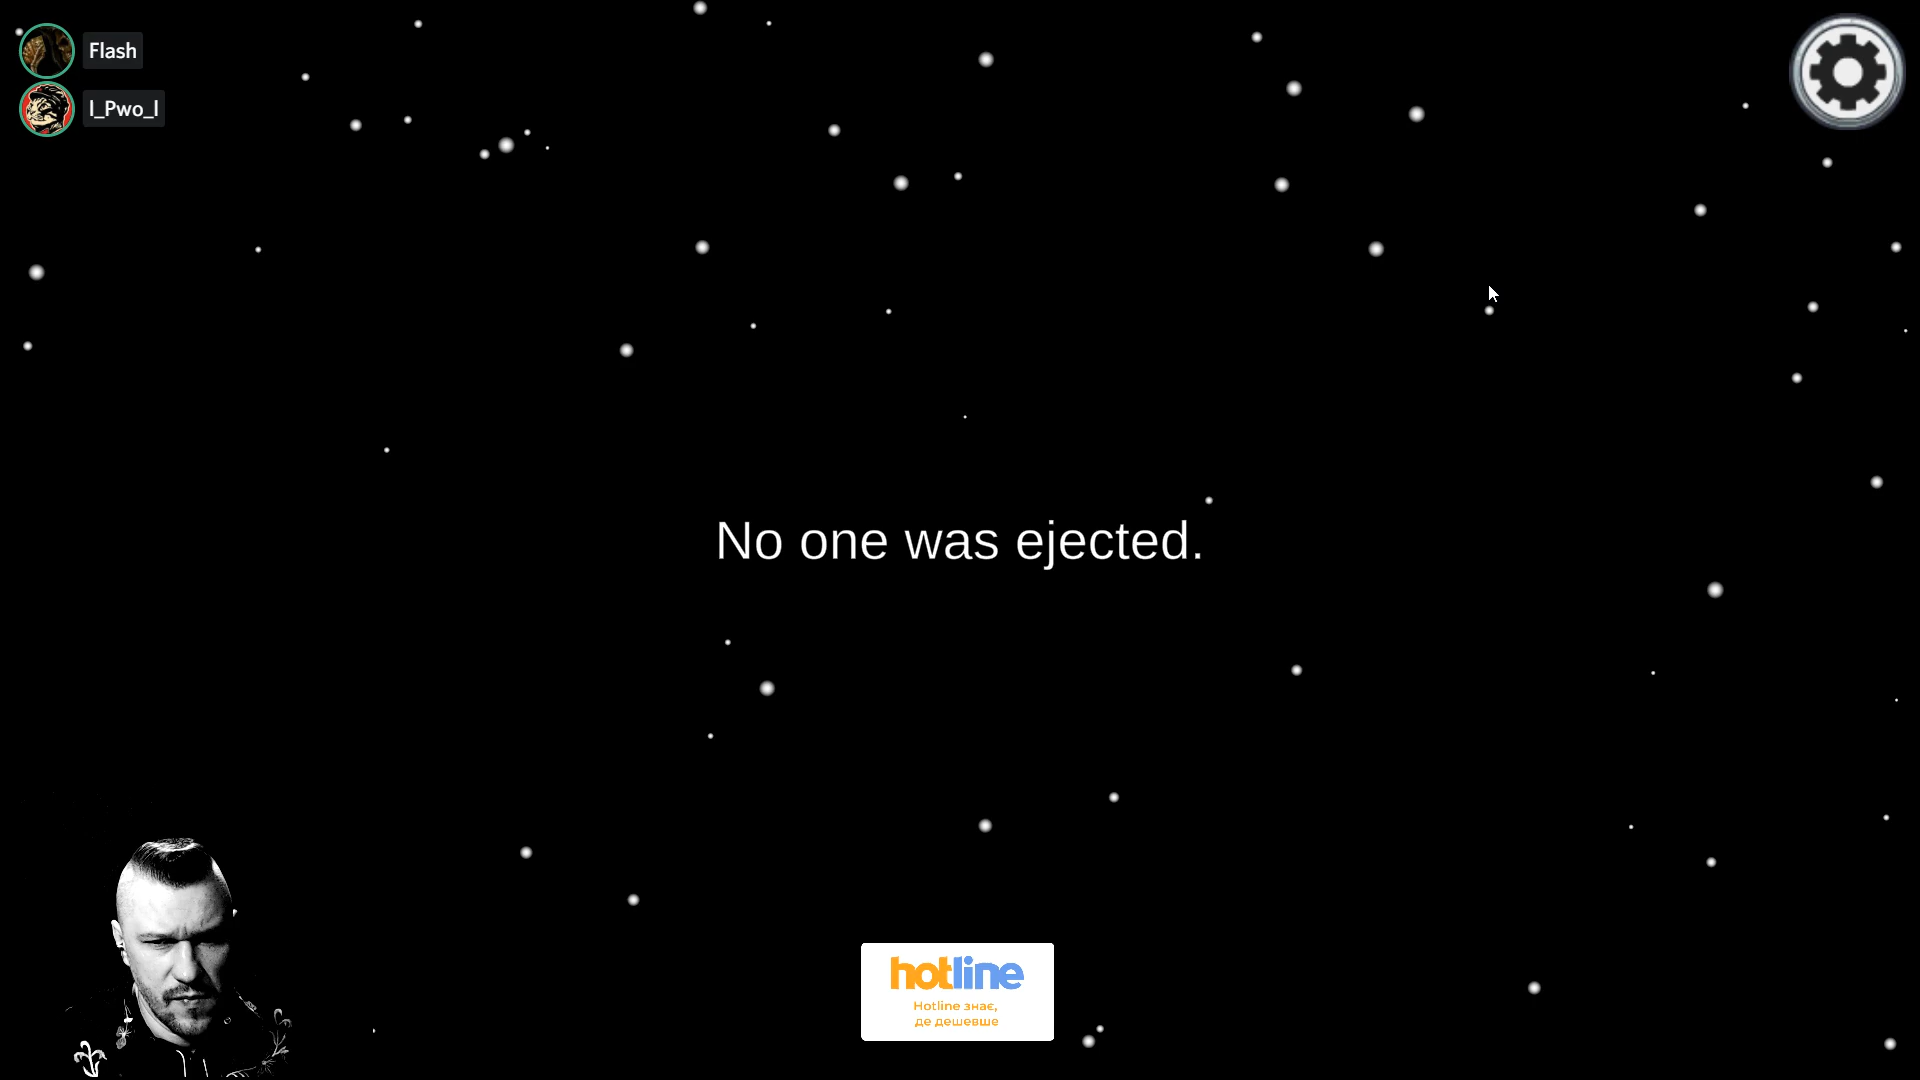 Flash
l_Pwo_l
No one was ejected.
hotline
Hotline знає,
де дешевше